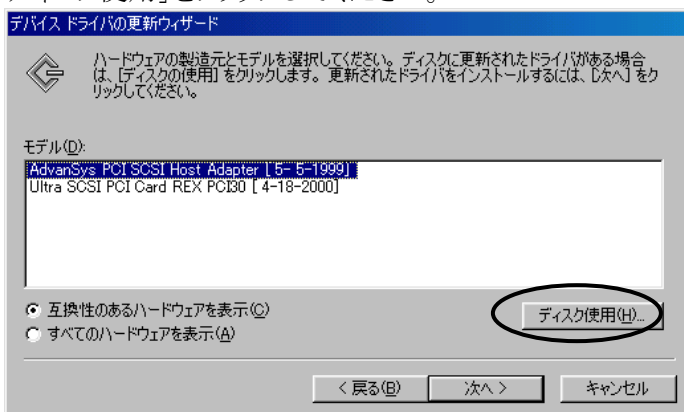 デバイス ドライバの更新ウィザード
ハードウェアの製造元とモデルを選択してください。ディスクに更新されたドライバがある場合
は、[ディスクの使用] をクリックします。更新されたドライバをインストールするには、[次へ] をク
リックしてください。
モデル(D):
AdvanSys PCI SCSI Host Adapter [ 5- 5-1999]
Ultra SCSI PCI Card REX PCI30 [ 4-18-2000]
互換性のあるハードウェアを表示(C)
ディスク使用(H)...
すべてのハードウェアを表示(A)
< 戻る(B)
次へ >
キャンセル